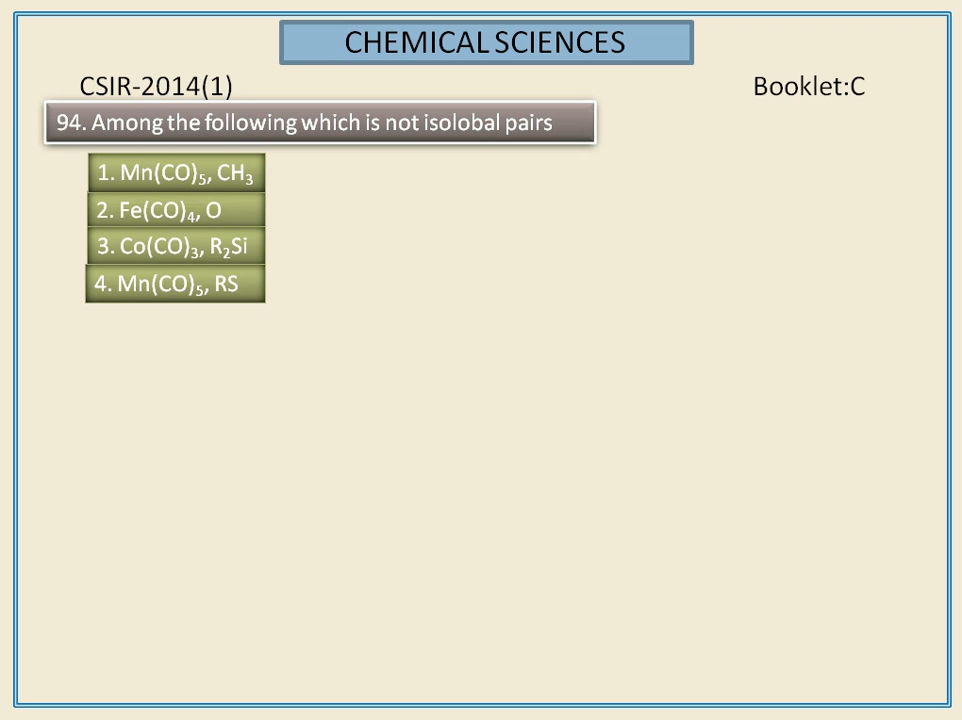 CHEMICAL SCIENCES
CSIR-2014(1) Booklet:C
94. Among the following which is not isolobal pairs
1. Mn(CO)₅, CH₃
2. Fe(CO)₄, O
3. Co(CO)₃, R₂Si
4. Mn(CO)₅, RS